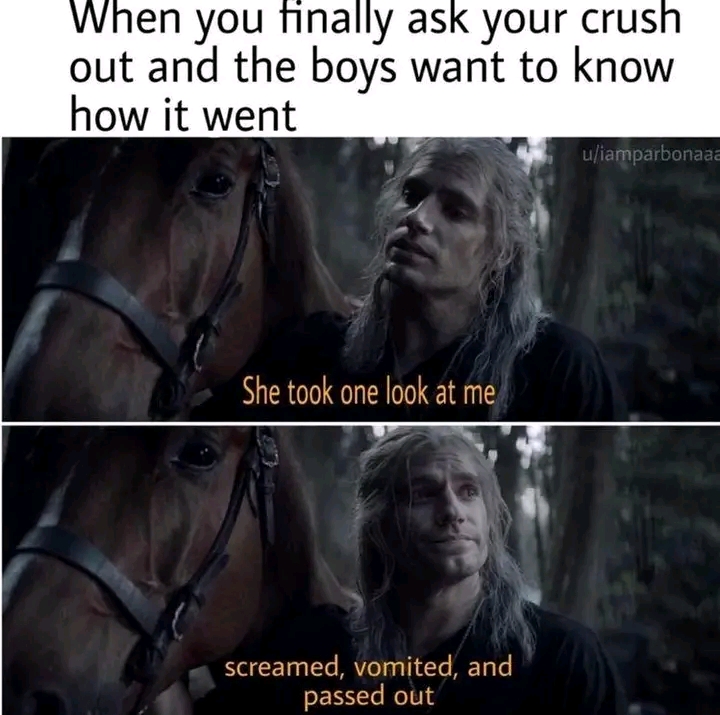 When you finally ask your crush
out and the boys want to know
how it went
u/iamparbonaaa
She took one look at me
screamed, vomited, and
passed out